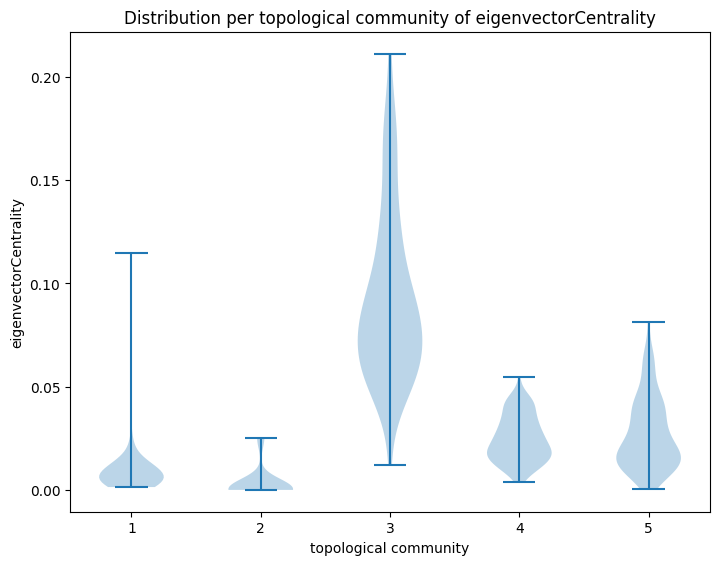 Distribution per topological community of eigenvectorCentrality
eigenvectorCentrality
0.20
0.15
0.10
0.05
0.00
1 2 3 4 5
topological community